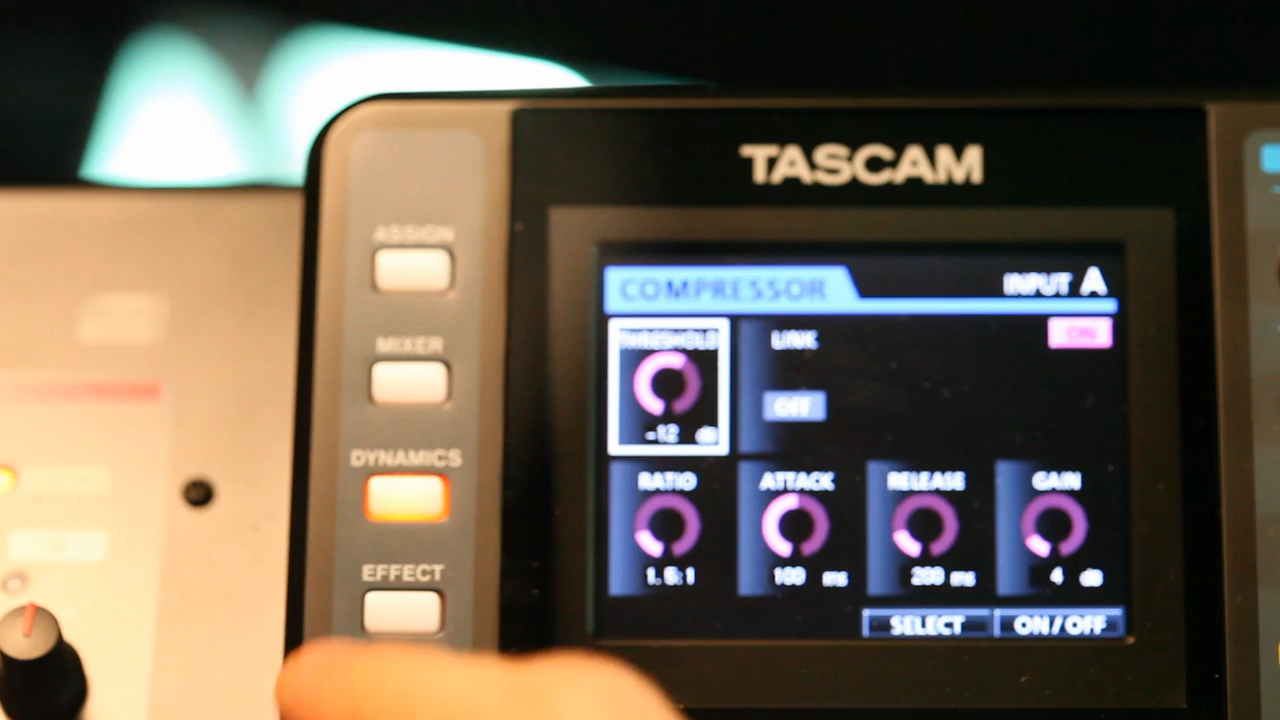 TASCAM
ASSIGN
COMPRESSOR
INPUT A
THRESHOLD
LINK
ON
MIXER
OFF
-12 dB
DYNAMICS
RATIO
ATTACK
RELEASE
GAIN
1.5:1
100 ms
200 ms
4 dB
EFFECT
SELECT
ON/OFF